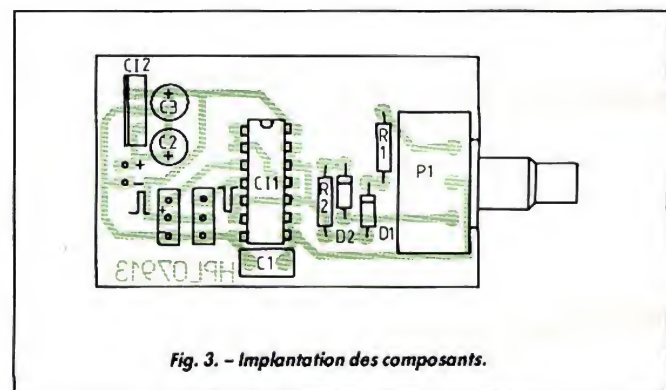 CI2
+
C3
C2
+
+
-
+
CI1
R1
R2
D2
D1
P1
C1
HPL07913
Fig. 3. – Implantation des composants.